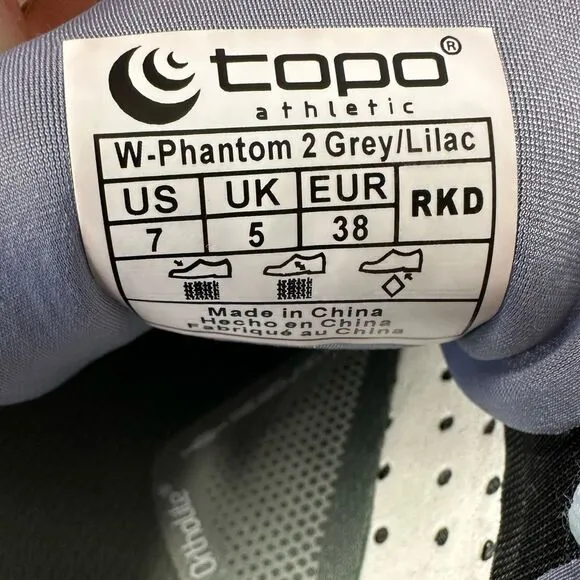 topo®
athletic
W-Phantom 2 Grey/Lilac
US UK EUR RKD
7 5 38
Made in China
Hecho en China
Fabriqué au China
Ortholite